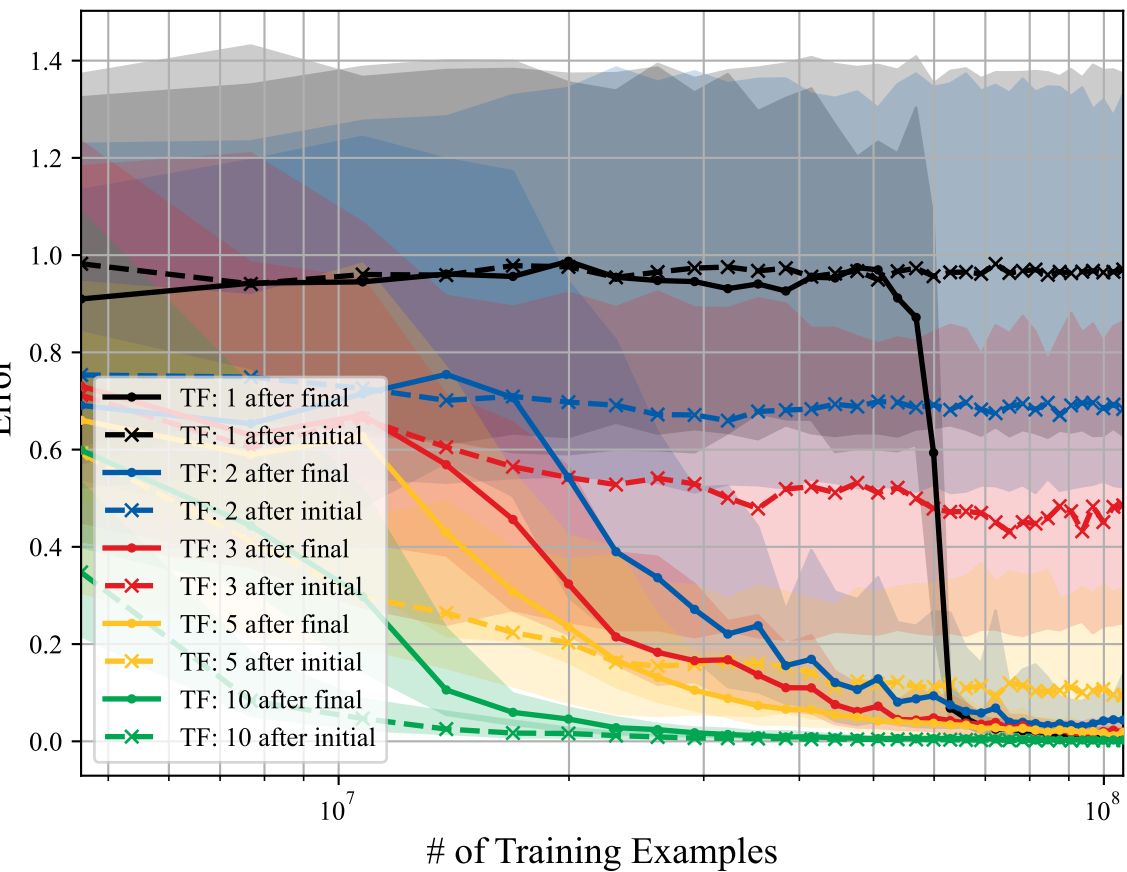 1.4
1.2
1.0
0.8
0.6
0.4
0.2
0.0
TF: 1 after final
TF: 1 after initial
TF: 2 after final
TF: 2 after initial
TF: 3 after final
TF: 3 after initial
TF: 5 after final
TF: 5 after initial
TF: 10 after final
TF: 10 after initial
10^7
10^8
# of Training Examples